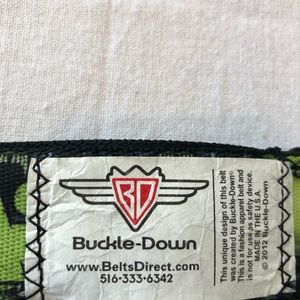 BD
Buckle-Down
www.BeltsDirect.com
516-333-6342
This unique design of this belt
was created by Buckle-Down®
This is a fashion apparel belt and
is not for use as safety device.
MADE IN THE U.S.A.
© 2012 Buckle-Down